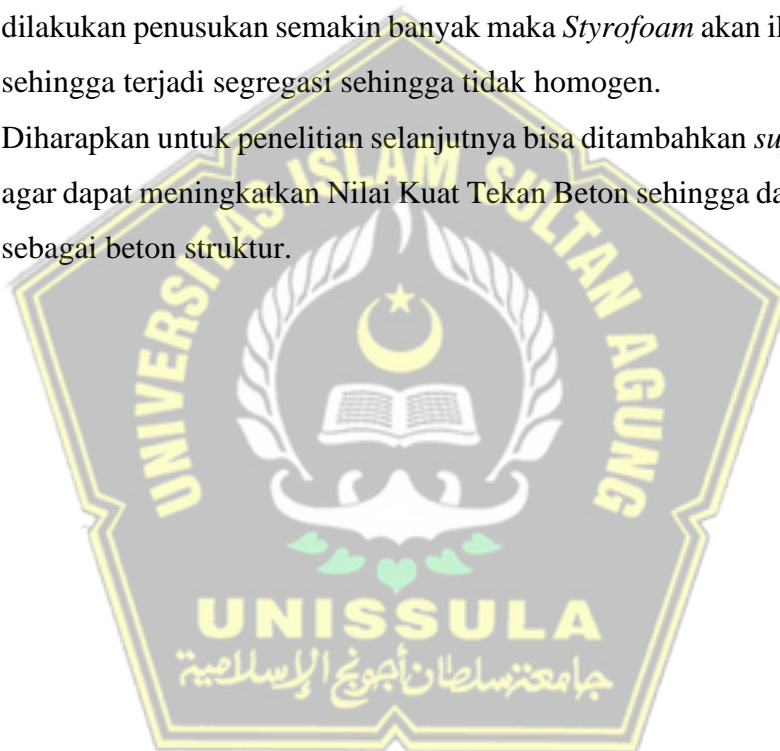 dilakukan penusukan semakin banyak maka Styrofoam akan
sehingga terjadi segregasi sehingga tidak homogen.
Diharapkan untuk penelitian selanjutnya bisa ditambahkan
agar dapat meningkatkan Nilai Kuat Tekan Beton sehingga
sebagai beton struktur.
UNIVERSITAS ISLAM SULTAN AGUNG
UNISSULA
جامعة سلطان أجونج الإسلامية